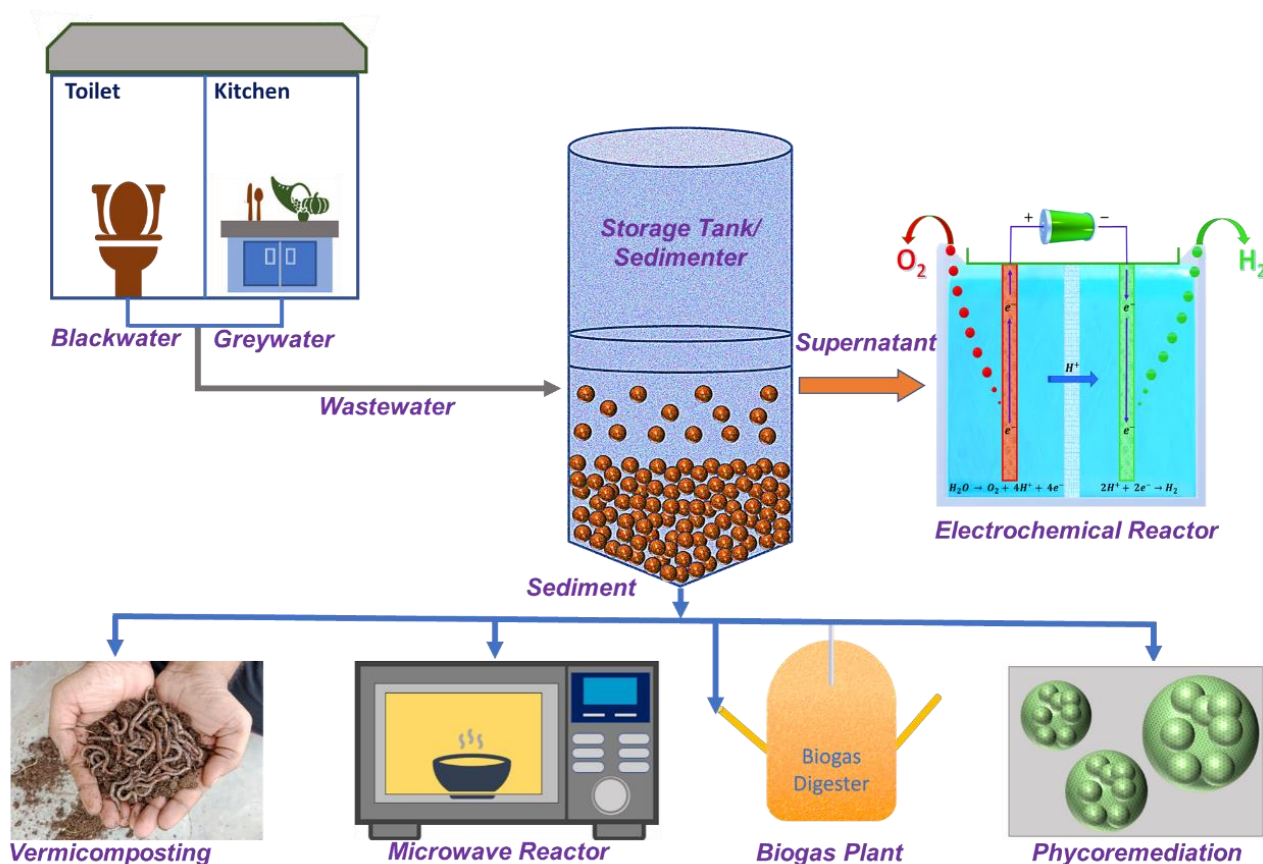 Toilet
Kitchen
Blackwater
Greywater
Wastewater
Storage Tank/
Sedimenter
Supernatant
+
−
O₂
H₂
e⁻
e⁻
H⁺
e⁻
e⁻
H₂O → O₂ + 4H⁺ + 4e⁻
2H⁺ + 2e⁻ → H₂
Electrochemical Reactor
Sediment
Biogas
Digester
Vermicomposting
Microwave Reactor
Biogas Plant
Phycoremediation